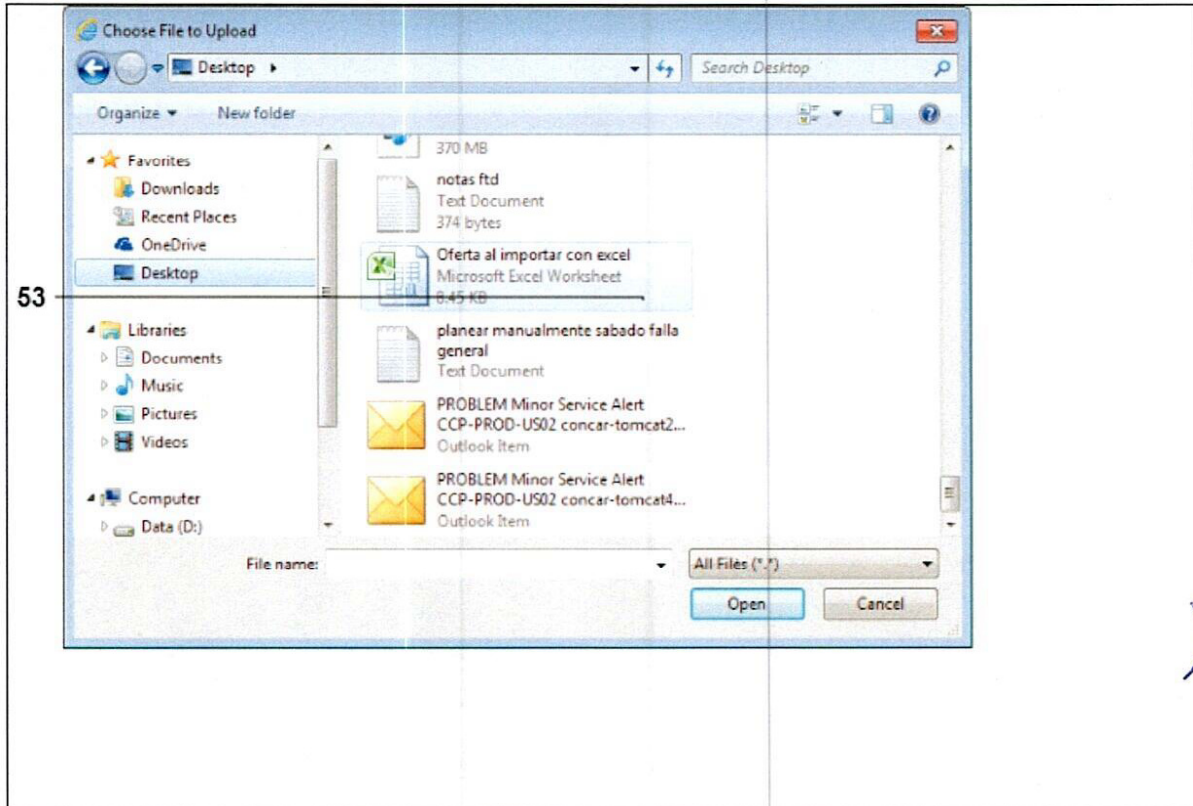 Choose File to Upload
Desktop
Search Desktop
Organize
New folder
Favorites
Downloads
Recent Places
OneDrive
Desktop
Libraries
Documents
Music
Pictures
Videos
Computer
Data (D:)
370 MB
notas ftd
Text Document
374 bytes
Oferta al importar con excel
Microsoft Excel Worksheet
8.45 KB
53
planear manualmente sabado falla
general
Text Document
PROBLEM Minor Service Alert
CCP-PROD-US02 concar-tomcat2...
Outlook Item
PROBLEM Minor Service Alert
CCP-PROD-US02 concar-tomcat4...
Outlook Item
File name:
All Files (*.*)
Open
Cancel